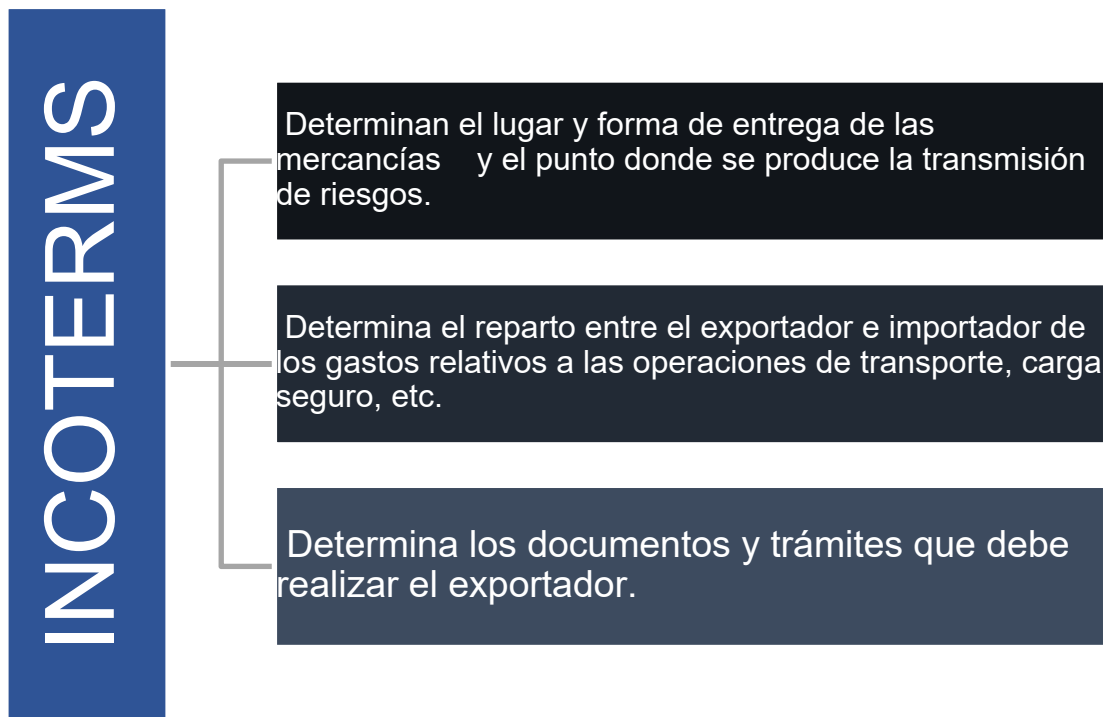 INCOTERMS
Determinan el lugar y forma de entrega de las
mercancías y el punto donde se produce la transmisión
de riesgos.
Determina el reparto entre el exportador e importador de
los gastos relativos a las operaciones de transporte, carga
seguro, etc.
Determina los documentos y trámites que debe
realizar el exportador.